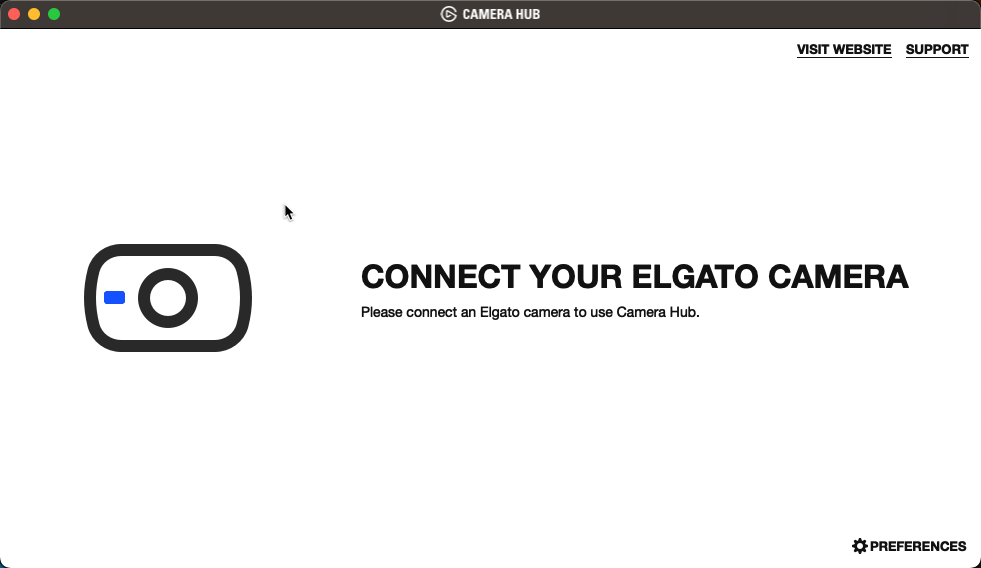 CAMERA HUB
VISIT WEBSITE SUPPORT
CONNECT YOUR ELGATO CAMERA
Please connect an Elgato camera to use Camera Hub.
PREFERENCES